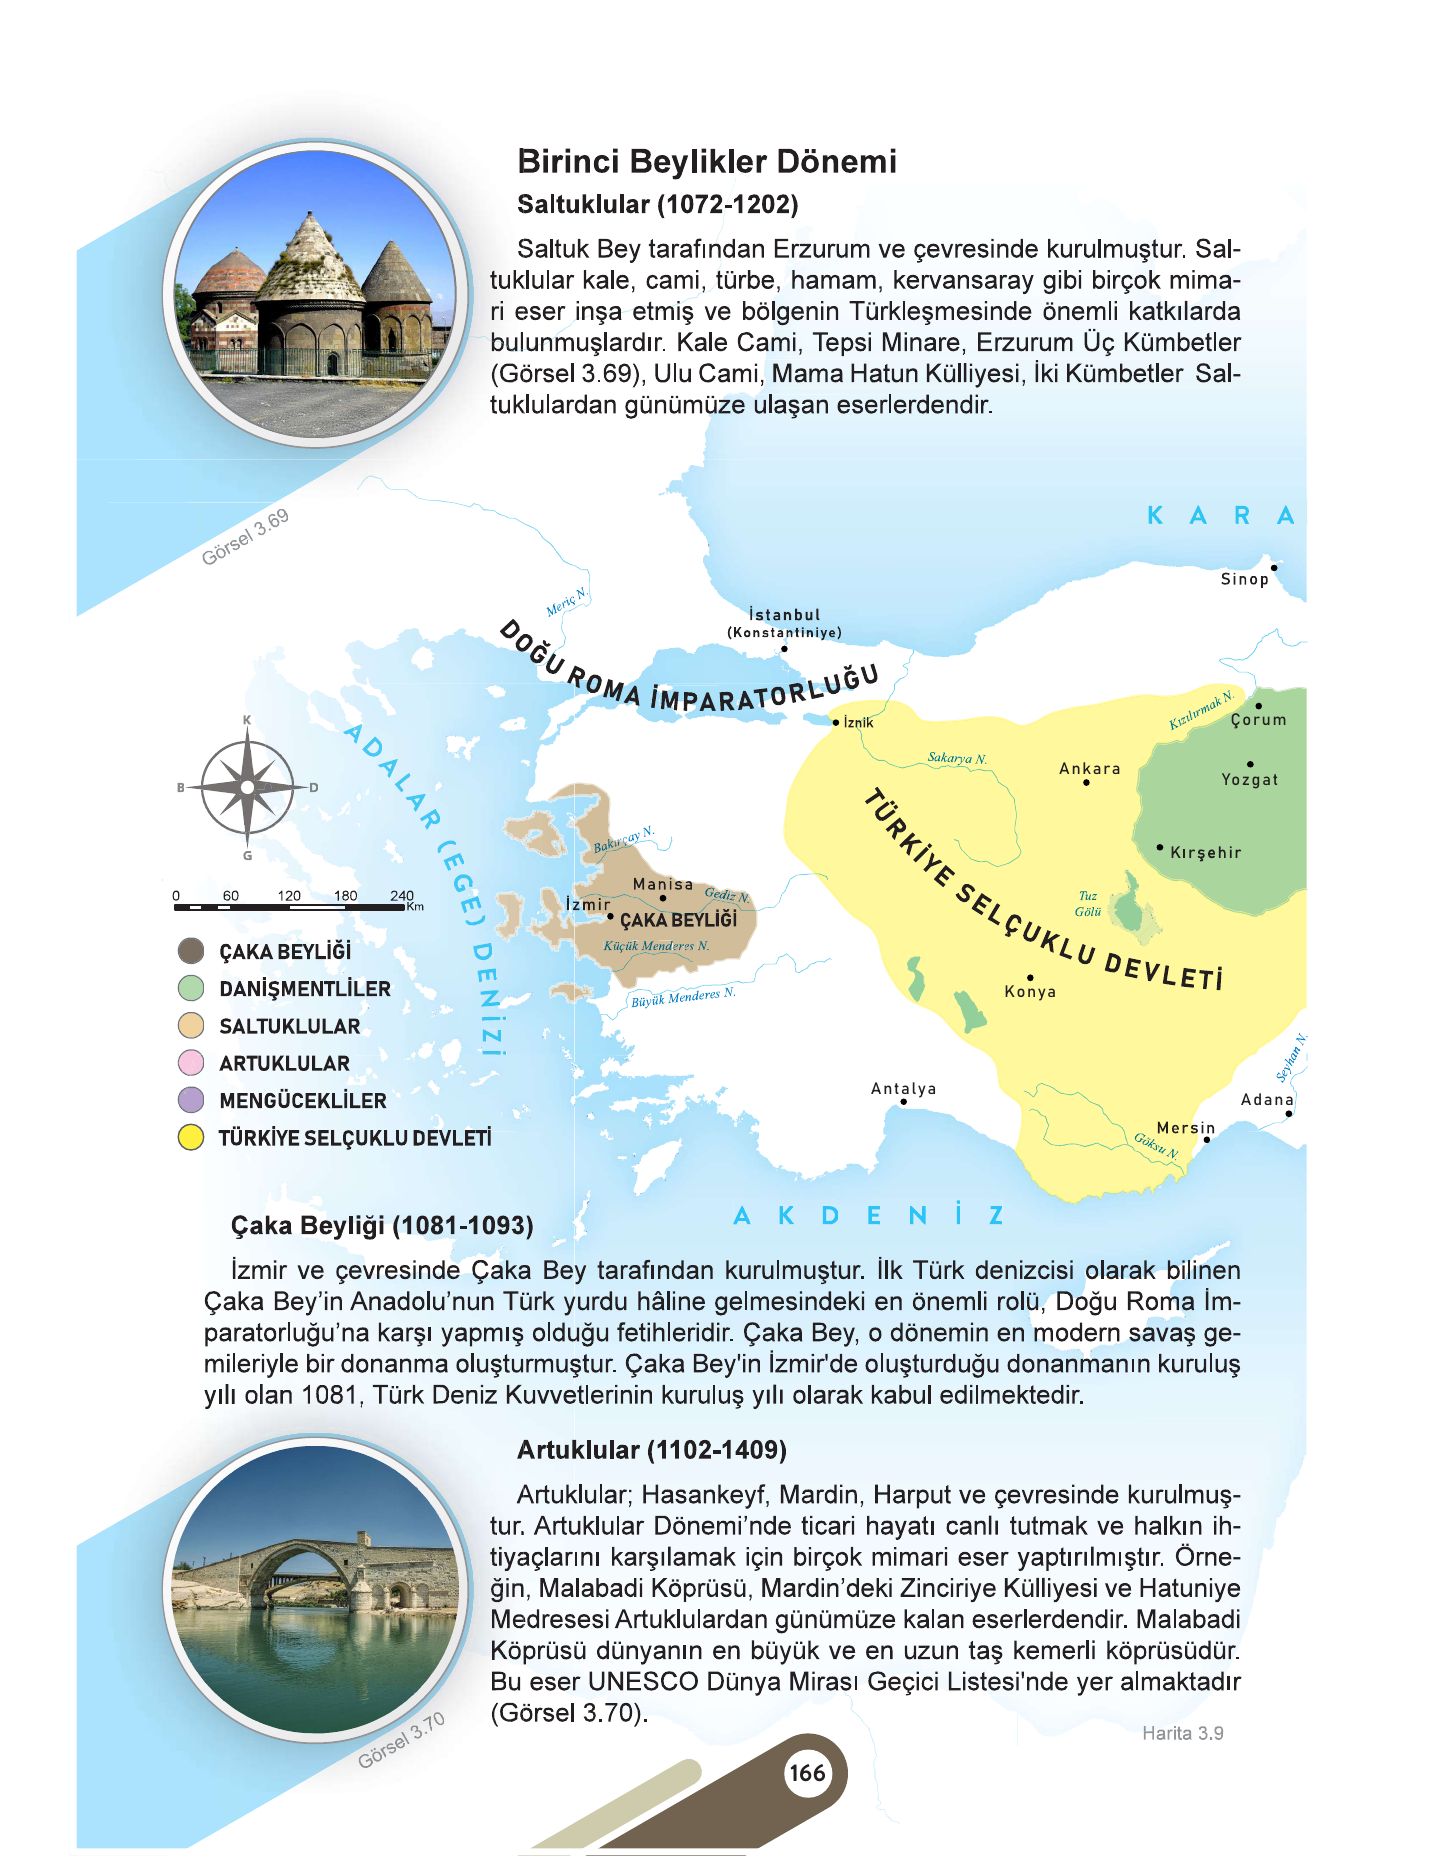 Birinci Beylikler Dönemi
Saltuklular (1072-1202)
Saltuk Bey tarafından Erzurum ve çevresinde kurulmuştur. Sal-
tuklular kale, cami, türbe, hamam, kervansaray gibi birçok mima-
ri eser inşa etmiş ve bölgenin Türkleşmesinde önemli katkılarda
bulunmuşlardır. Kale Cami, Tepsi Minare, Erzurum Üç Kümbetler
(Görsel 3.69), Ulu Cami, Mama Hatun Külliyesi, İki Kümbetler Sal-
tuklulardan günümüze ulaşan eserlerdendir.
Görsel 3.69
KARA
Sinop
Meriç N.
İstanbul
(Konstantiniye)
DOĞU ROMA İMPARATORLUĞU
İznik
Kızılırmak N.
Çorum
Sakarya N.
Ankara
Yozgat
K
B
D
G
ADALAR (EGE) DENİZİ
TÜRKİYE SELÇUKLU DEVLETİ
Kırşehir
Bakırçay N.
Manisa
Gediz N.
İzmir
ÇAKA BEYLİĞİ
Küçük Menderes N.
Büyük Menderes N.
Tuz
Gölü
Konya
0 60 120 180 240
Km
ÇAKA BEYLİĞİ
DANİŞMENTLİLER
SALTUKLULAR
ARTUKLULAR
MENGÜCEKLİLER
TÜRKİYE SELÇUKLU DEVLETİ
Seyhan N.
Antalya
Adana
Mersin
Göksu N.
AKDENİZ
Çaka Beyliği (1081-1093)
İzmir ve çevresinde Çaka Bey tarafından kurulmuştur. İlk Türk denizcisi olarak bilinen
Çaka Bey’in Anadolu’nun Türk yurdu hâline gelmesindeki en önemli rolü, Doğu Roma İm-
paratorluğu’na karşı yapmış olduğu fetihleridir. Çaka Bey, o dönemin en modern savaş ge-
mileriyle bir donanma oluşturmuştur. Çaka Bey'in İzmir'de oluşturduğu donanmanın kuruluş
yılı olan 1081, Türk Deniz Kuvvetlerinin kuruluş yılı olarak kabul edilmektedir.
Artuklular (1102-1409)
Artuklular; Hasankeyf, Mardin, Harput ve çevresinde kurulmuş-
tur. Artuklular Dönemi’nde ticari hayatı canlı tutmak ve halkın ih-
tiyaçlarını karşılamak için birçok mimari eser yaptırılmıştır. Örne-
ğin, Malabadi Köprüsü, Mardin’deki Zinciriye Külliyesi ve Hatuniye
Medresesi Artuklulardan günümüze kalan eserlerdendir. Malabadi
Köprüsü dünyanın en büyük ve en uzun taş kemerli köprüsüdür.
Bu eser UNESCO Dünya Mirası Geçici Listesi'nde yer almaktadır
(Görsel 3.70).
Görsel 3.70
Harita 3.9
166